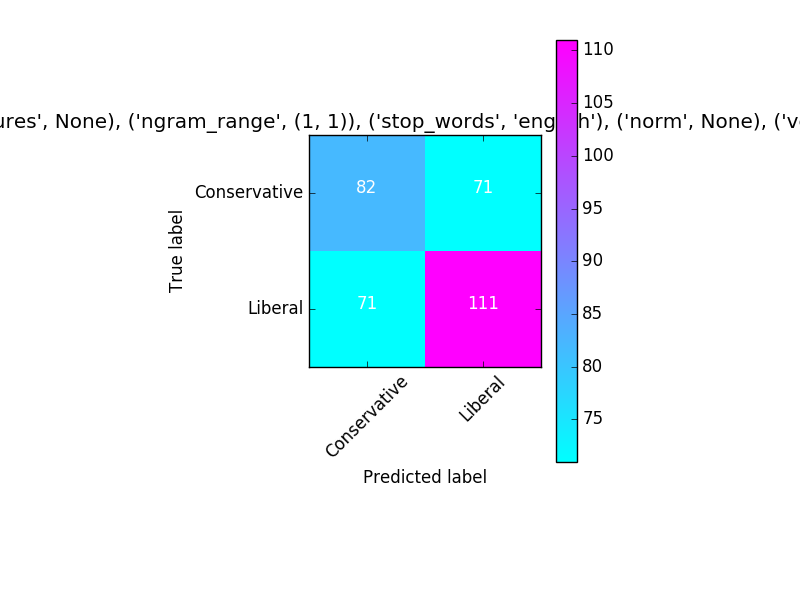 ures', None), ('ngram_range', (1, 1)), ('stop_words', 'english'), ('norm', None), ('v
True label
Conservative
82
71
Liberal
71
111
Conservative
Liberal
Predicted label
110
105
100
95
90
85
80
75